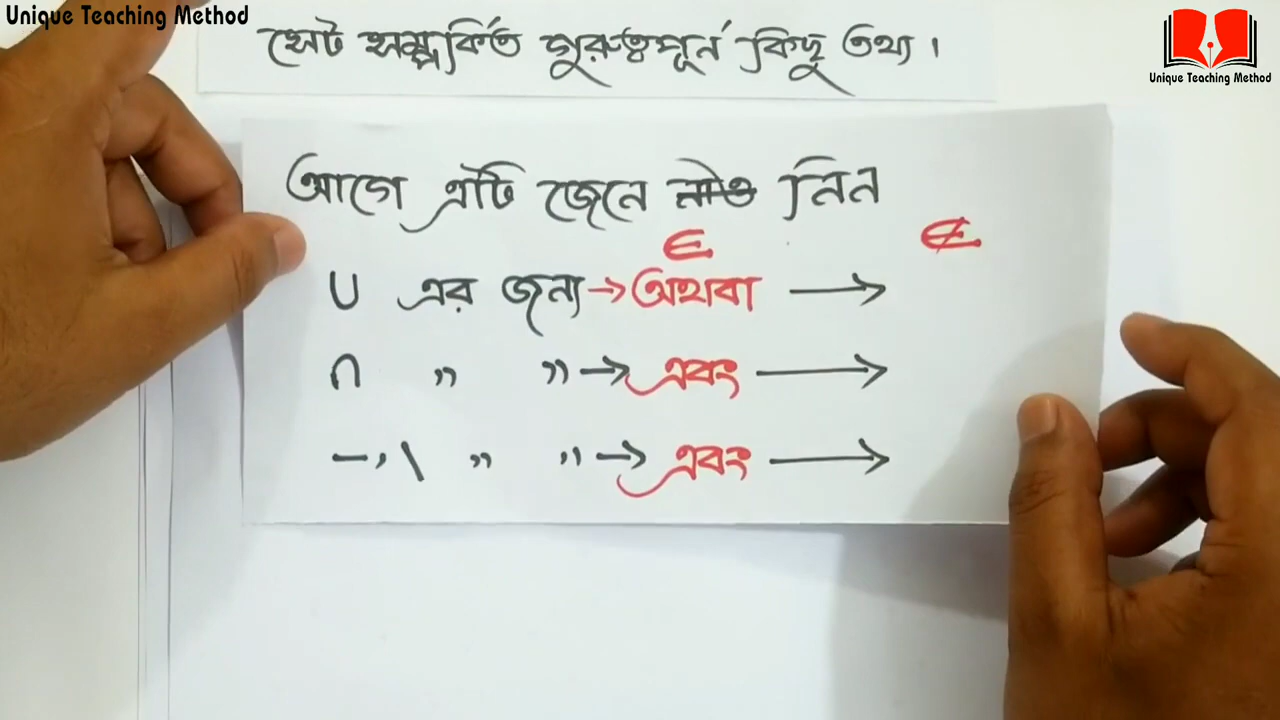 Unique Teaching Method
সেট সম্পর্কিত গুরুত্বপূর্ন কিছু তথ্য।
Unique Teaching Method
আগে এটি জেনে নাও নিন
∈ ∉
∪ এর জন্য → অথবা →
∩ " " → এবং →
−, \ " " → এবং →